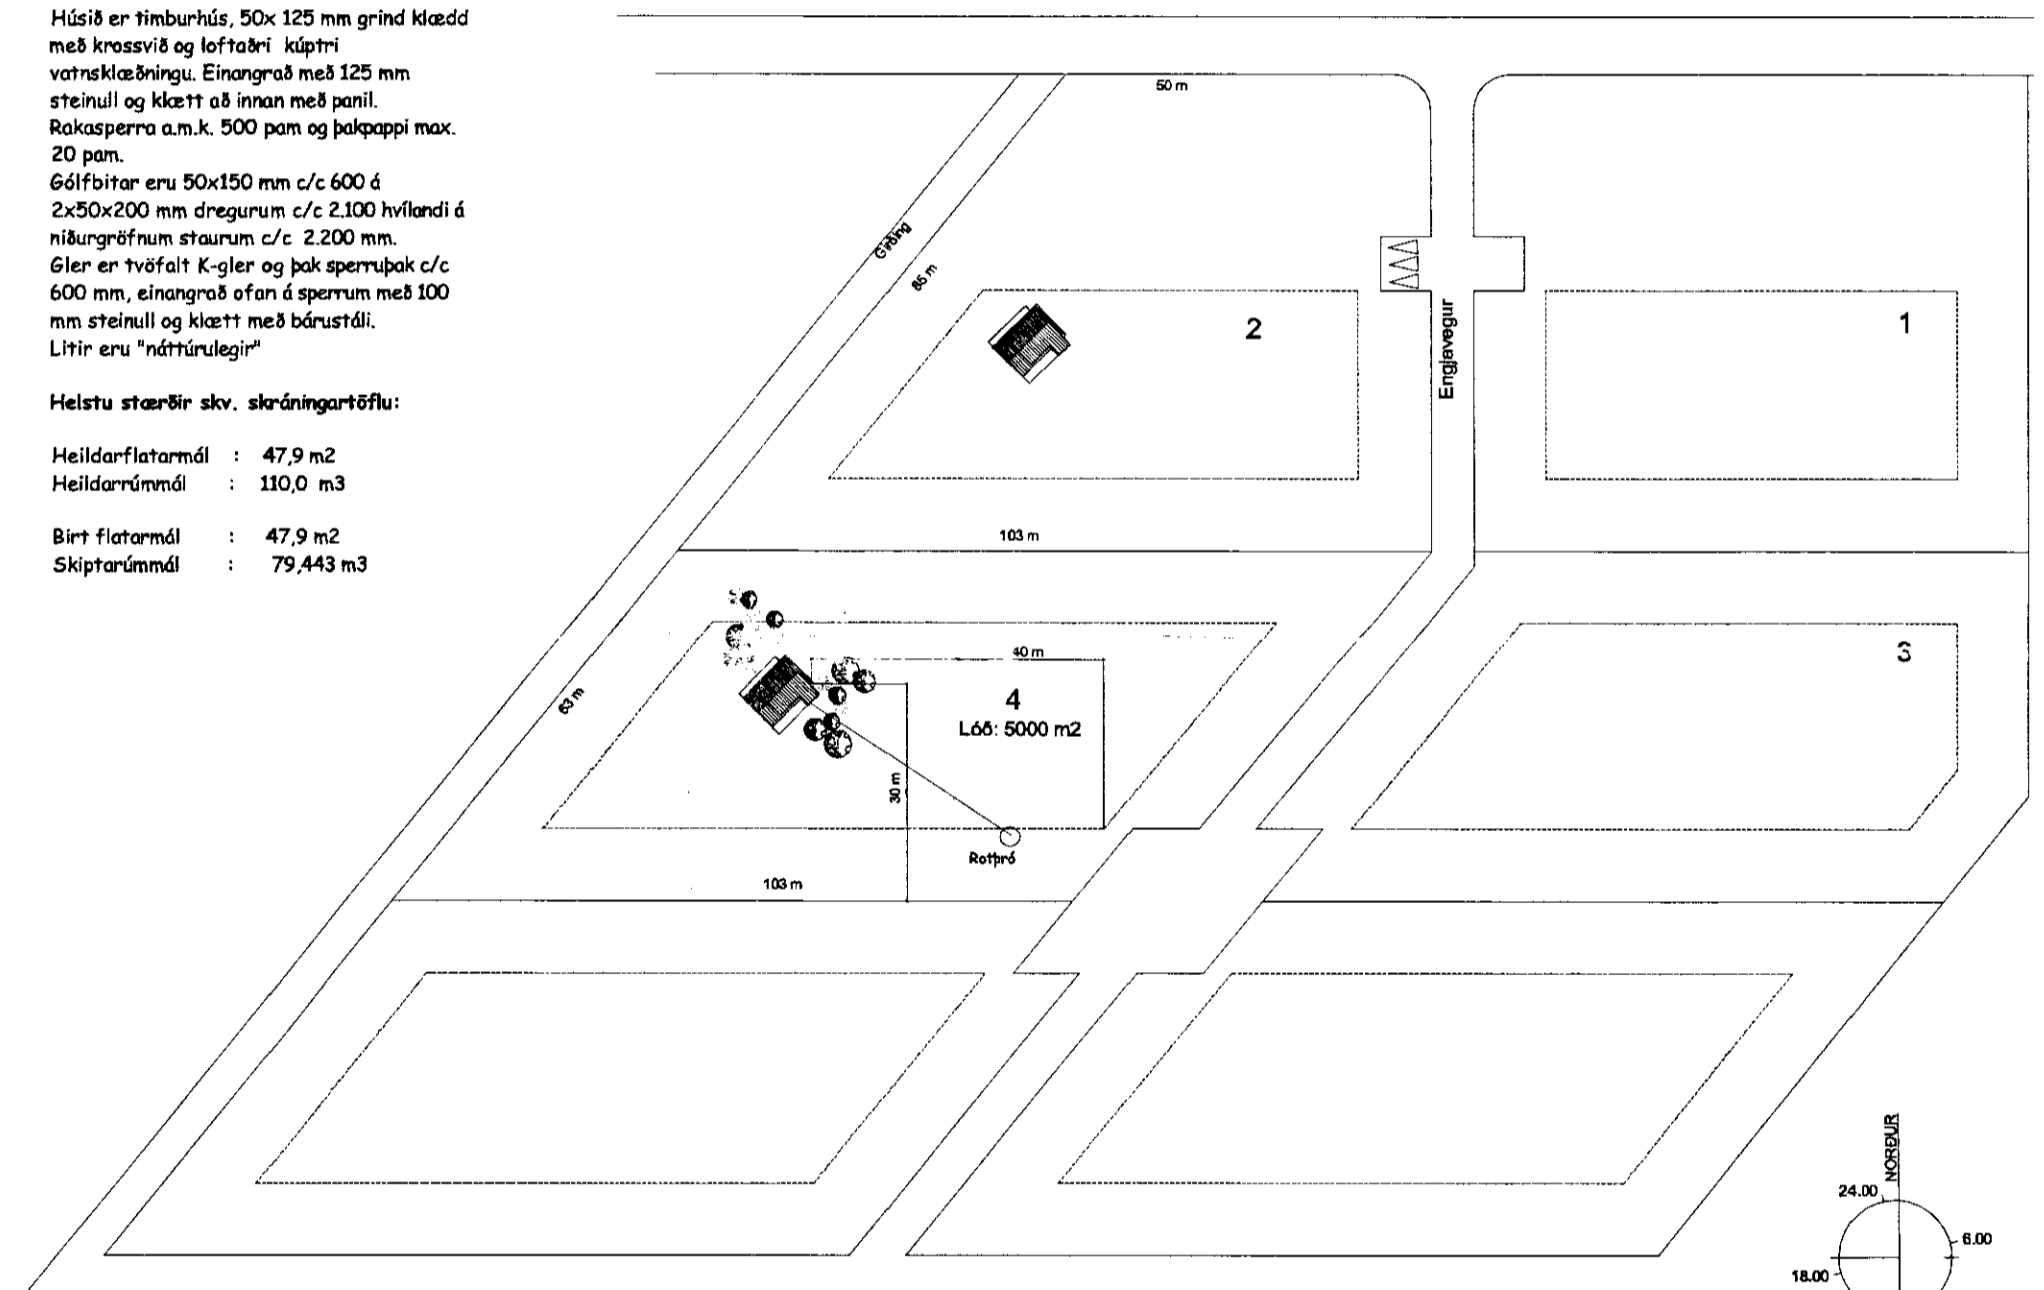 Húsið er timburhús, 50x 125 mm grind klædd
með krossvið og loftaðri kúptri
vatnsklæðningu. Einangrað með 125 mm
steinull og klætt að innan með panil.
Rakasperra a.m.k. 500 pam og þakpappi max.
20 pam.
Gólfbitar eru 50x150 mm c/c 600 á
2x50x200 mm dregurum c/c 2.100 hvílandi á
niðurgröfnum staurum c/c 2.200 mm.
Gler er tvöfalt K-gler og þak sperruþak c/c
600 mm, einangrað ofan á sperrum með 100
mm steinull og klætt með bárustáli.
Litir eru "náttúrulegir"
Helstu stærðir skv. skráningartöflu:
Heildarflatarmál : 47,9 m2
Heildarrúmmál : 110,0 m3
Birt flatarmál : 47,9 m2
Skiptarúmmál : 79,443 m3
50 m
Girðing
85 m
2
Engjavegur
1
103 m
63 m
40 m
4
Lóð: 5000 m2
30 m
Rotþró
103 m
NORÐUR
24.00
6.00
18.00